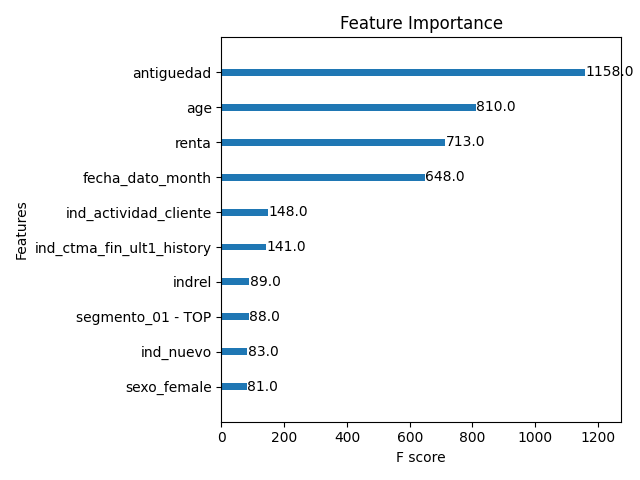 Feature Importance
Features
antiguedad 1158.0
age 810.0
renta 713.0
fecha_dato_month 648.0
ind_actividad_cliente 148.0
ind_ctma_fin_ult1_history 141.0
indrel 89.0
segmento_01 - TOP 88.0
ind_nuevo 83.0
sexo_female 81.0
0 200 400 600 800 1000 1200
F score